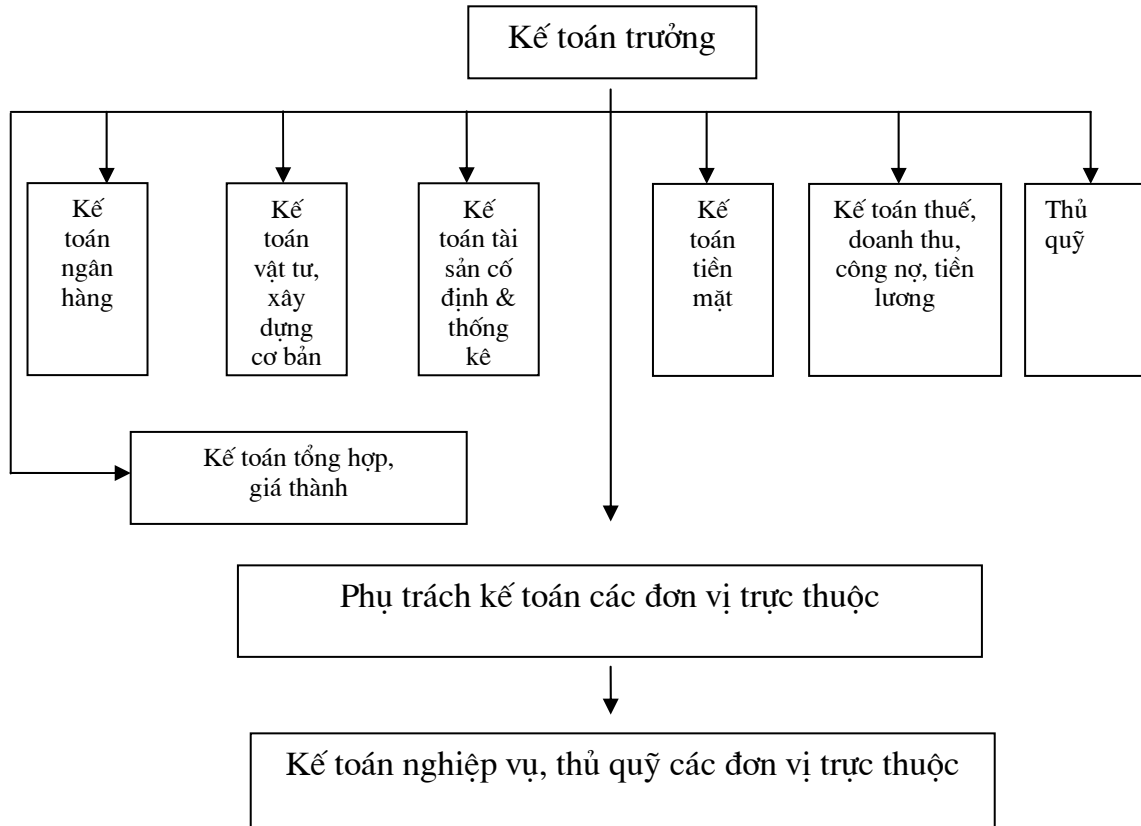 Kế toán trưởng
Kế
toán
ngân
hàng
Kế
toán
vật tư,
xây
dựng
cơ bản
Kế
toán tài
sản cố
định &
thống
kê
Kế
toán
tiền
mặt
Kế toán thuế,
doanh thu,
công nợ, tiền
lương
Thủ
quỹ
Kế toán tổng hợp,
giá thành
Phụ trách kế toán các đơn vị trực thuộc
Kế toán nghiệp vụ, thủ quỹ các đơn vị trực thuộc